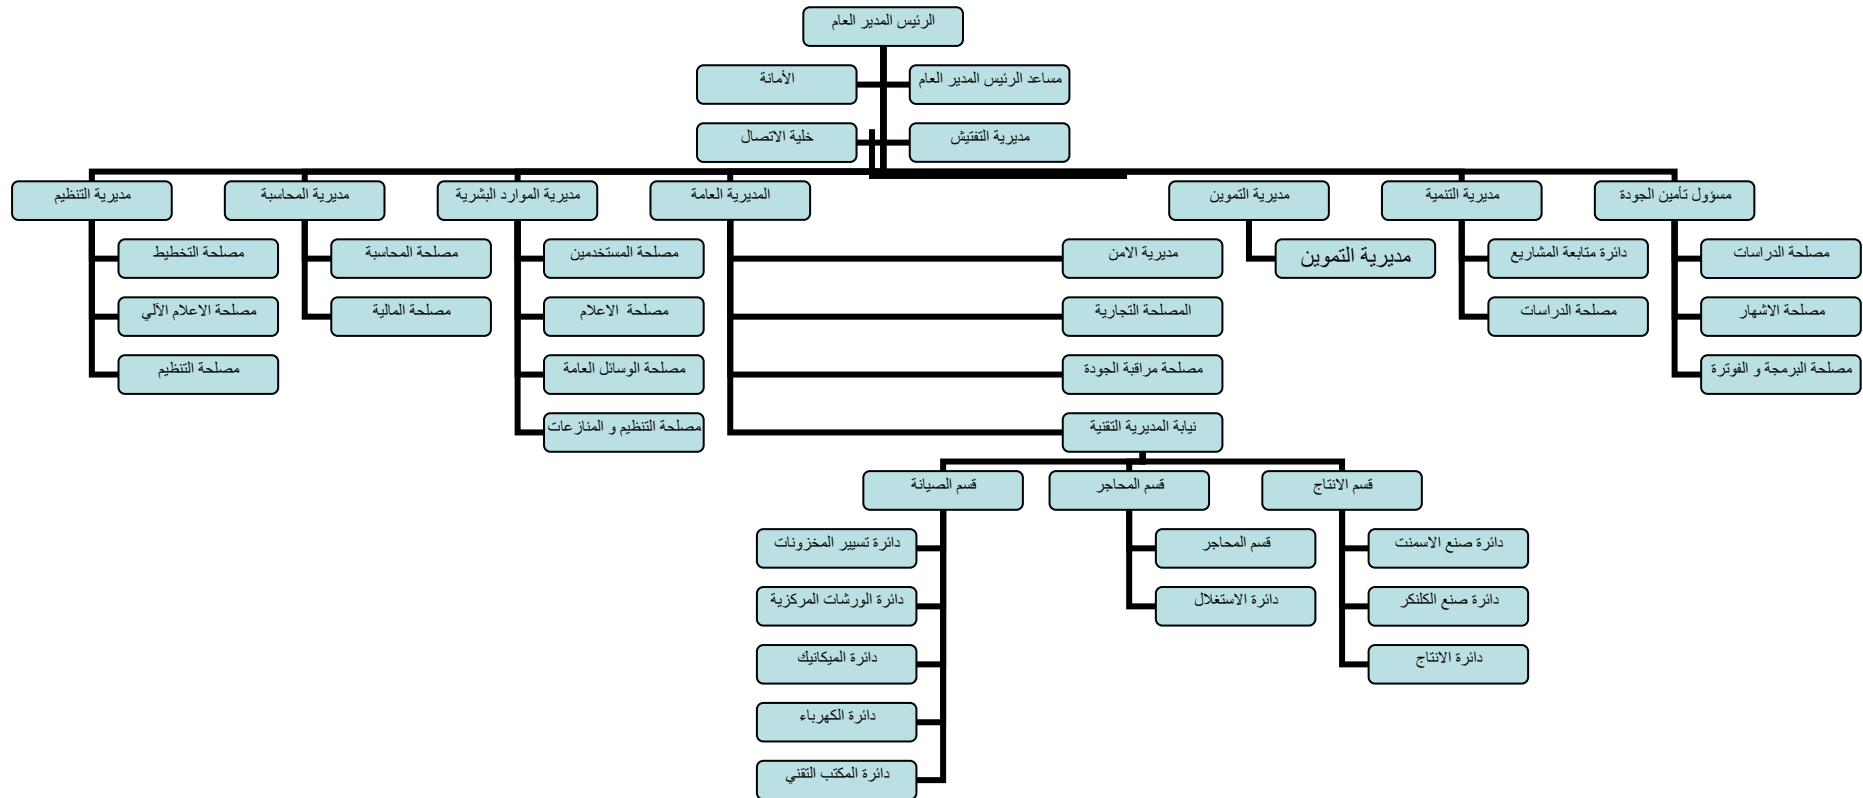 الرئيس المدير العام
مساعد الرئيس المدير العام
الأمانة
مديرية التفتيش
خلية الاتصال
مسؤول تأمين الجودة
مديرية التنمية
مديرية التموين
المديرية العامة
مديرية الموارد البشرية
مديرية المحاسبة
مديرية التنظيم
مصلحة الدراسات
دائرة متابعة المشاريع
مديرية التموين
مديرية الامن
مصلحة المستخدمين
مصلحة المحاسبة
مصلحة التخطيط
مصلحة الاشهار
مصلحة الدراسات
المصلحة التجارية
مصلحة الاعلام
مصلحة المالية
مصلحة الاعلام الآلي
مصلحة البرمجة و الفوترة
مصلحة مراقبة الجودة
مصلحة الوسائل العامة
مصلحة التنظيم
نيابة المديرية التقنية
مصلحة التنظيم و المنازعات
قسم الانتاج
قسم المحاجر
قسم الصيانة
دائرة صنع الاسمنت
قسم المحاجر
دائرة تسيير المخزونات
دائرة صنع الكلنكر
دائرة الاستغلال
دائرة الورشات المركزية
دائرة الانتاج
دائرة الميكانيك
دائرة الكهرباء
دائرة المكتب التقني